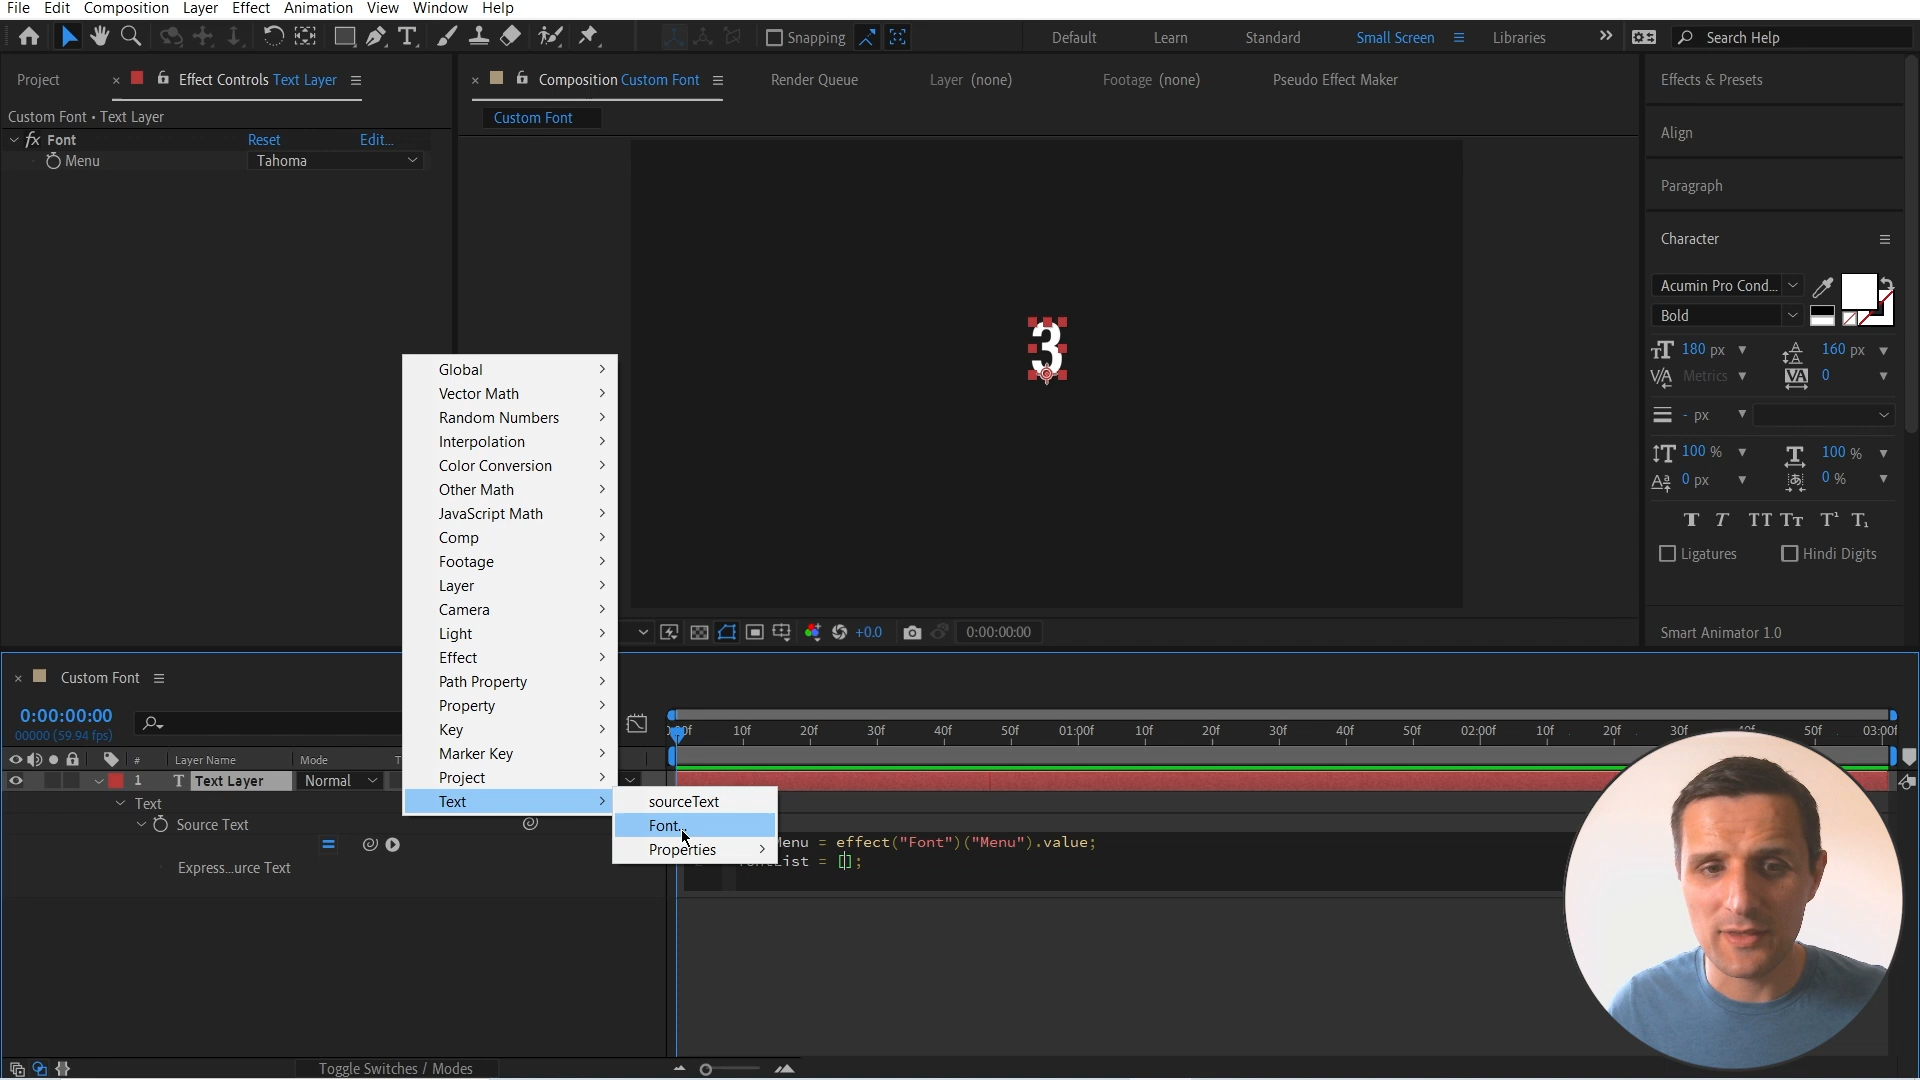 File Edit Composition Layer Effect Animation View Window Help
Snapping Default Learn Standard Small Screen Libraries Search Help
Project Effect Controls Text Layer Composition Custom Font Render Queue Layer (none) Footage (none) Pseudo Effect Maker
Custom Font • Text Layer
Custom Font
fx Font Reset Edit...
Menu Tahoma
3
Effects & Presets
Align
Paragraph
Character
Acumin Pro Cond...
Bold
180 px 160 px
Metrics 0
- px
100 % 100 %
0 px 0 %
Ligatures Hindi Digits
Smart Animator 1.0
+0.0 0:00:00:00
Global
Vector Math
Random Numbers
Interpolation
Color Conversion
Other Math
JavaScript Math
Comp
Footage
Layer
Camera
Light
Effect
Path Property
Property
Key
Marker Key
Project
Text
sourceText
Font...
Properties
Custom Font
0:00:00:00
00000 (59.94 fps)
10f 20f 30f 40f 50f 01:00f 10f 20f 30f 40f 50f 02:00f 10f 20f 30f 40f 50f 03:00f
# Layer Name Mode
1 T Text Layer Normal
Text
Source Text
Express...urce Text
Menu = effect("Font")("Menu").value;
fontList = [];
Toggle Switches / Modes